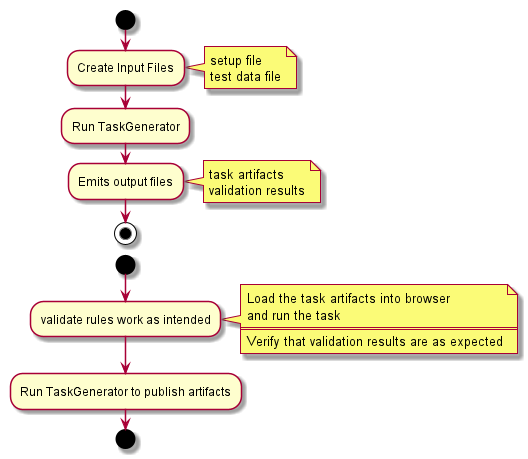 Create Input Files
setup file
test data file
Run TaskGenerator
Emits output files
task artifacts
validation results
validate rules work as intended
Load the task artifacts into browser
and run the task
Verify that validation results are as expected
Run TaskGenerator to publish artifacts